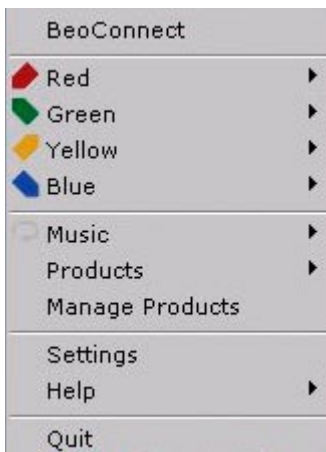 BeoConnect
Red
Green
Yellow
Blue
Music
Products
Manage Products
Settings
Help
Quit